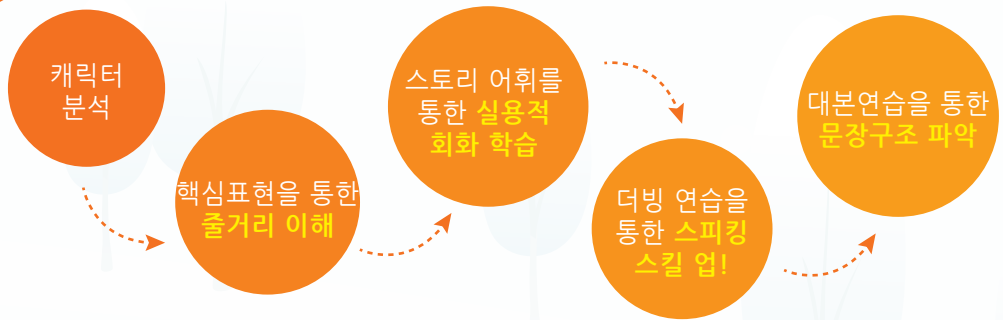 캐릭터
분석
핵심표현을 통한
줄거리 이해
스토리 어휘를
통한 실용적
회화 학습
더빙 연습을
통한 스피킹
스킬 업!
대본연습을 통한
문장구조 파악